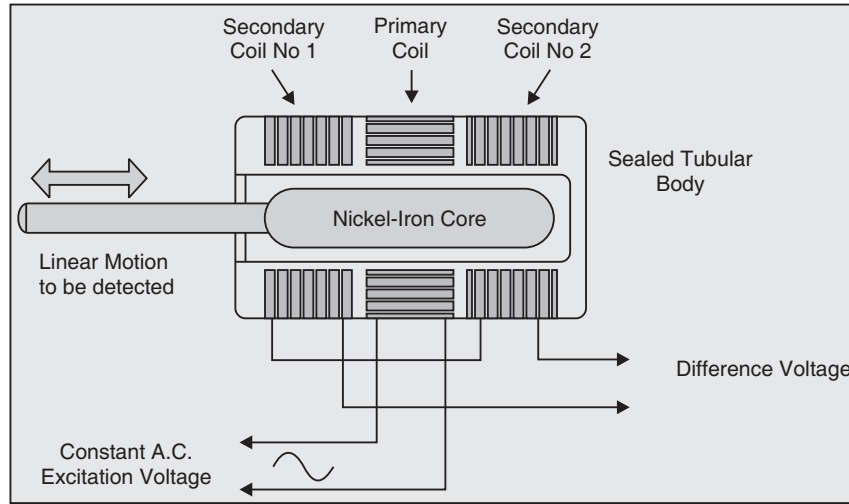 Secondary
Coil No 1
Primary
Coil
Secondary
Coil No 2
Sealed Tubular
Body
Nickel-Iron Core
Linear Motion
to be detected
Difference Voltage
Constant A.C.
Excitation Voltage